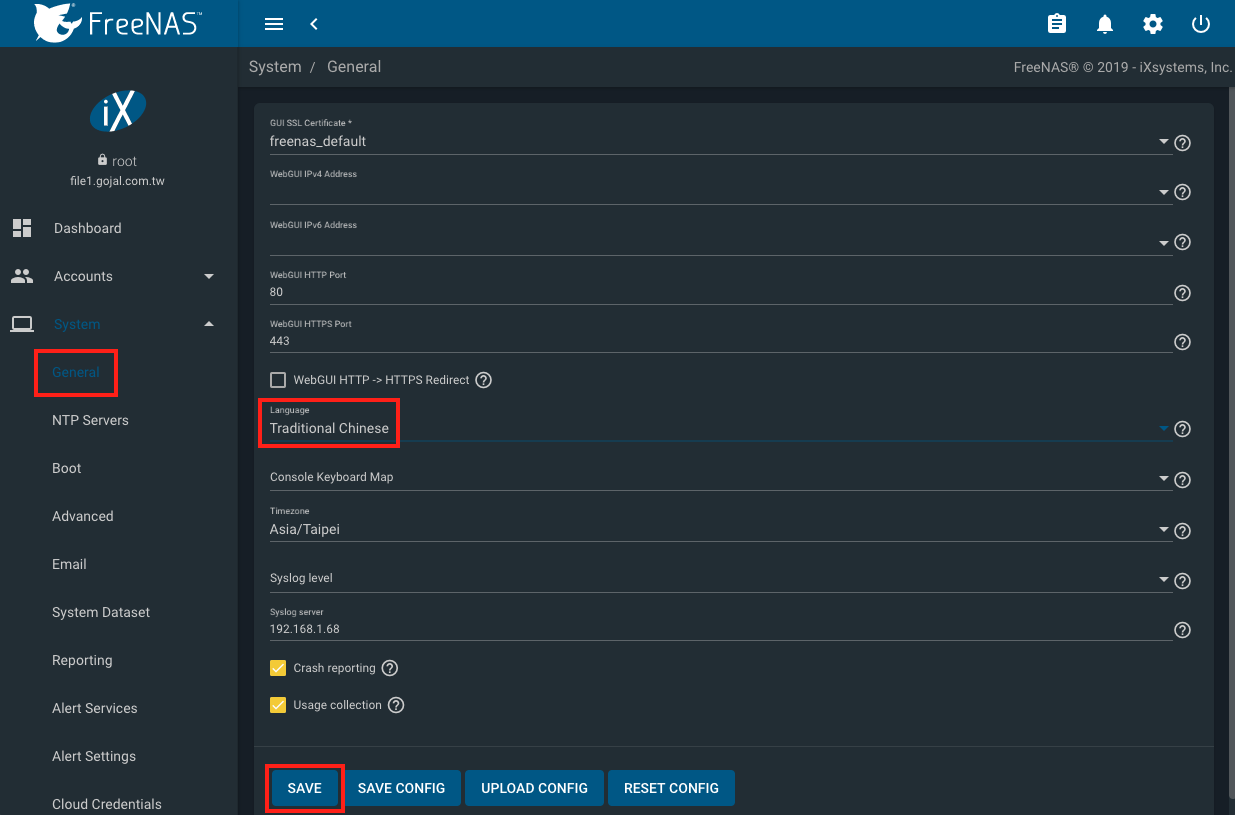 FreeNAS™
System / General
FreeNAS® © 2019 - iXsystems, Inc.
iX
root
file1.gojal.com.tw
Dashboard
Accounts
System
General
NTP Servers
Boot
Advanced
Email
System Dataset
Reporting
Alert Services
Alert Settings
Cloud Credentials
GUI SSL Certificate *
freenas_default
WebGUI IPv4 Address
WebGUI IPv6 Address
WebGUI HTTP Port
80
WebGUI HTTPS Port
443
WebGUI HTTP -> HTTPS Redirect
Language
Traditional Chinese
Console Keyboard Map
Timezone
Asia/Taipei
Syslog level
Syslog server
192.168.1.68
Crash reporting
Usage collection
SAVE SAVE CONFIG UPLOAD CONFIG RESET CONFIG